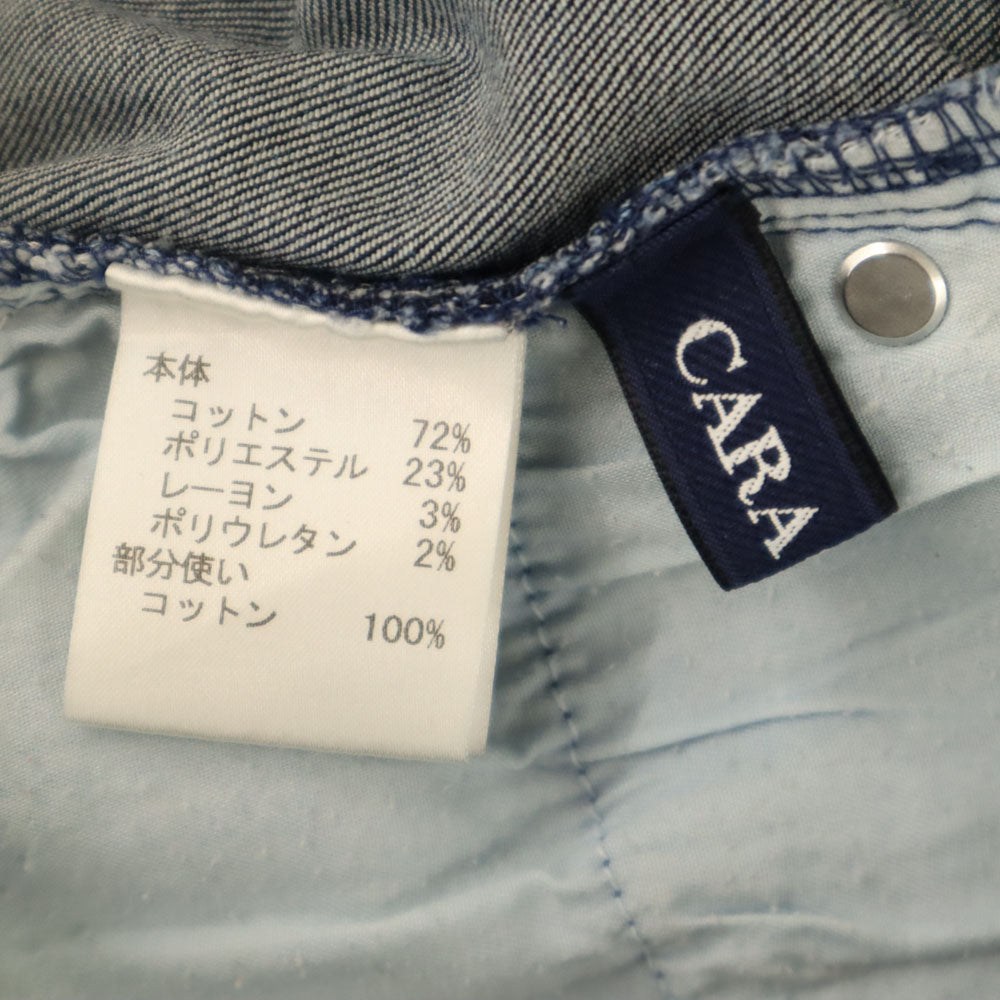 本体
コットン 72%
ポリエステル 23%
レーヨン 3%
ポリウレタン 2%
部分使い
コットン 100%
CARA